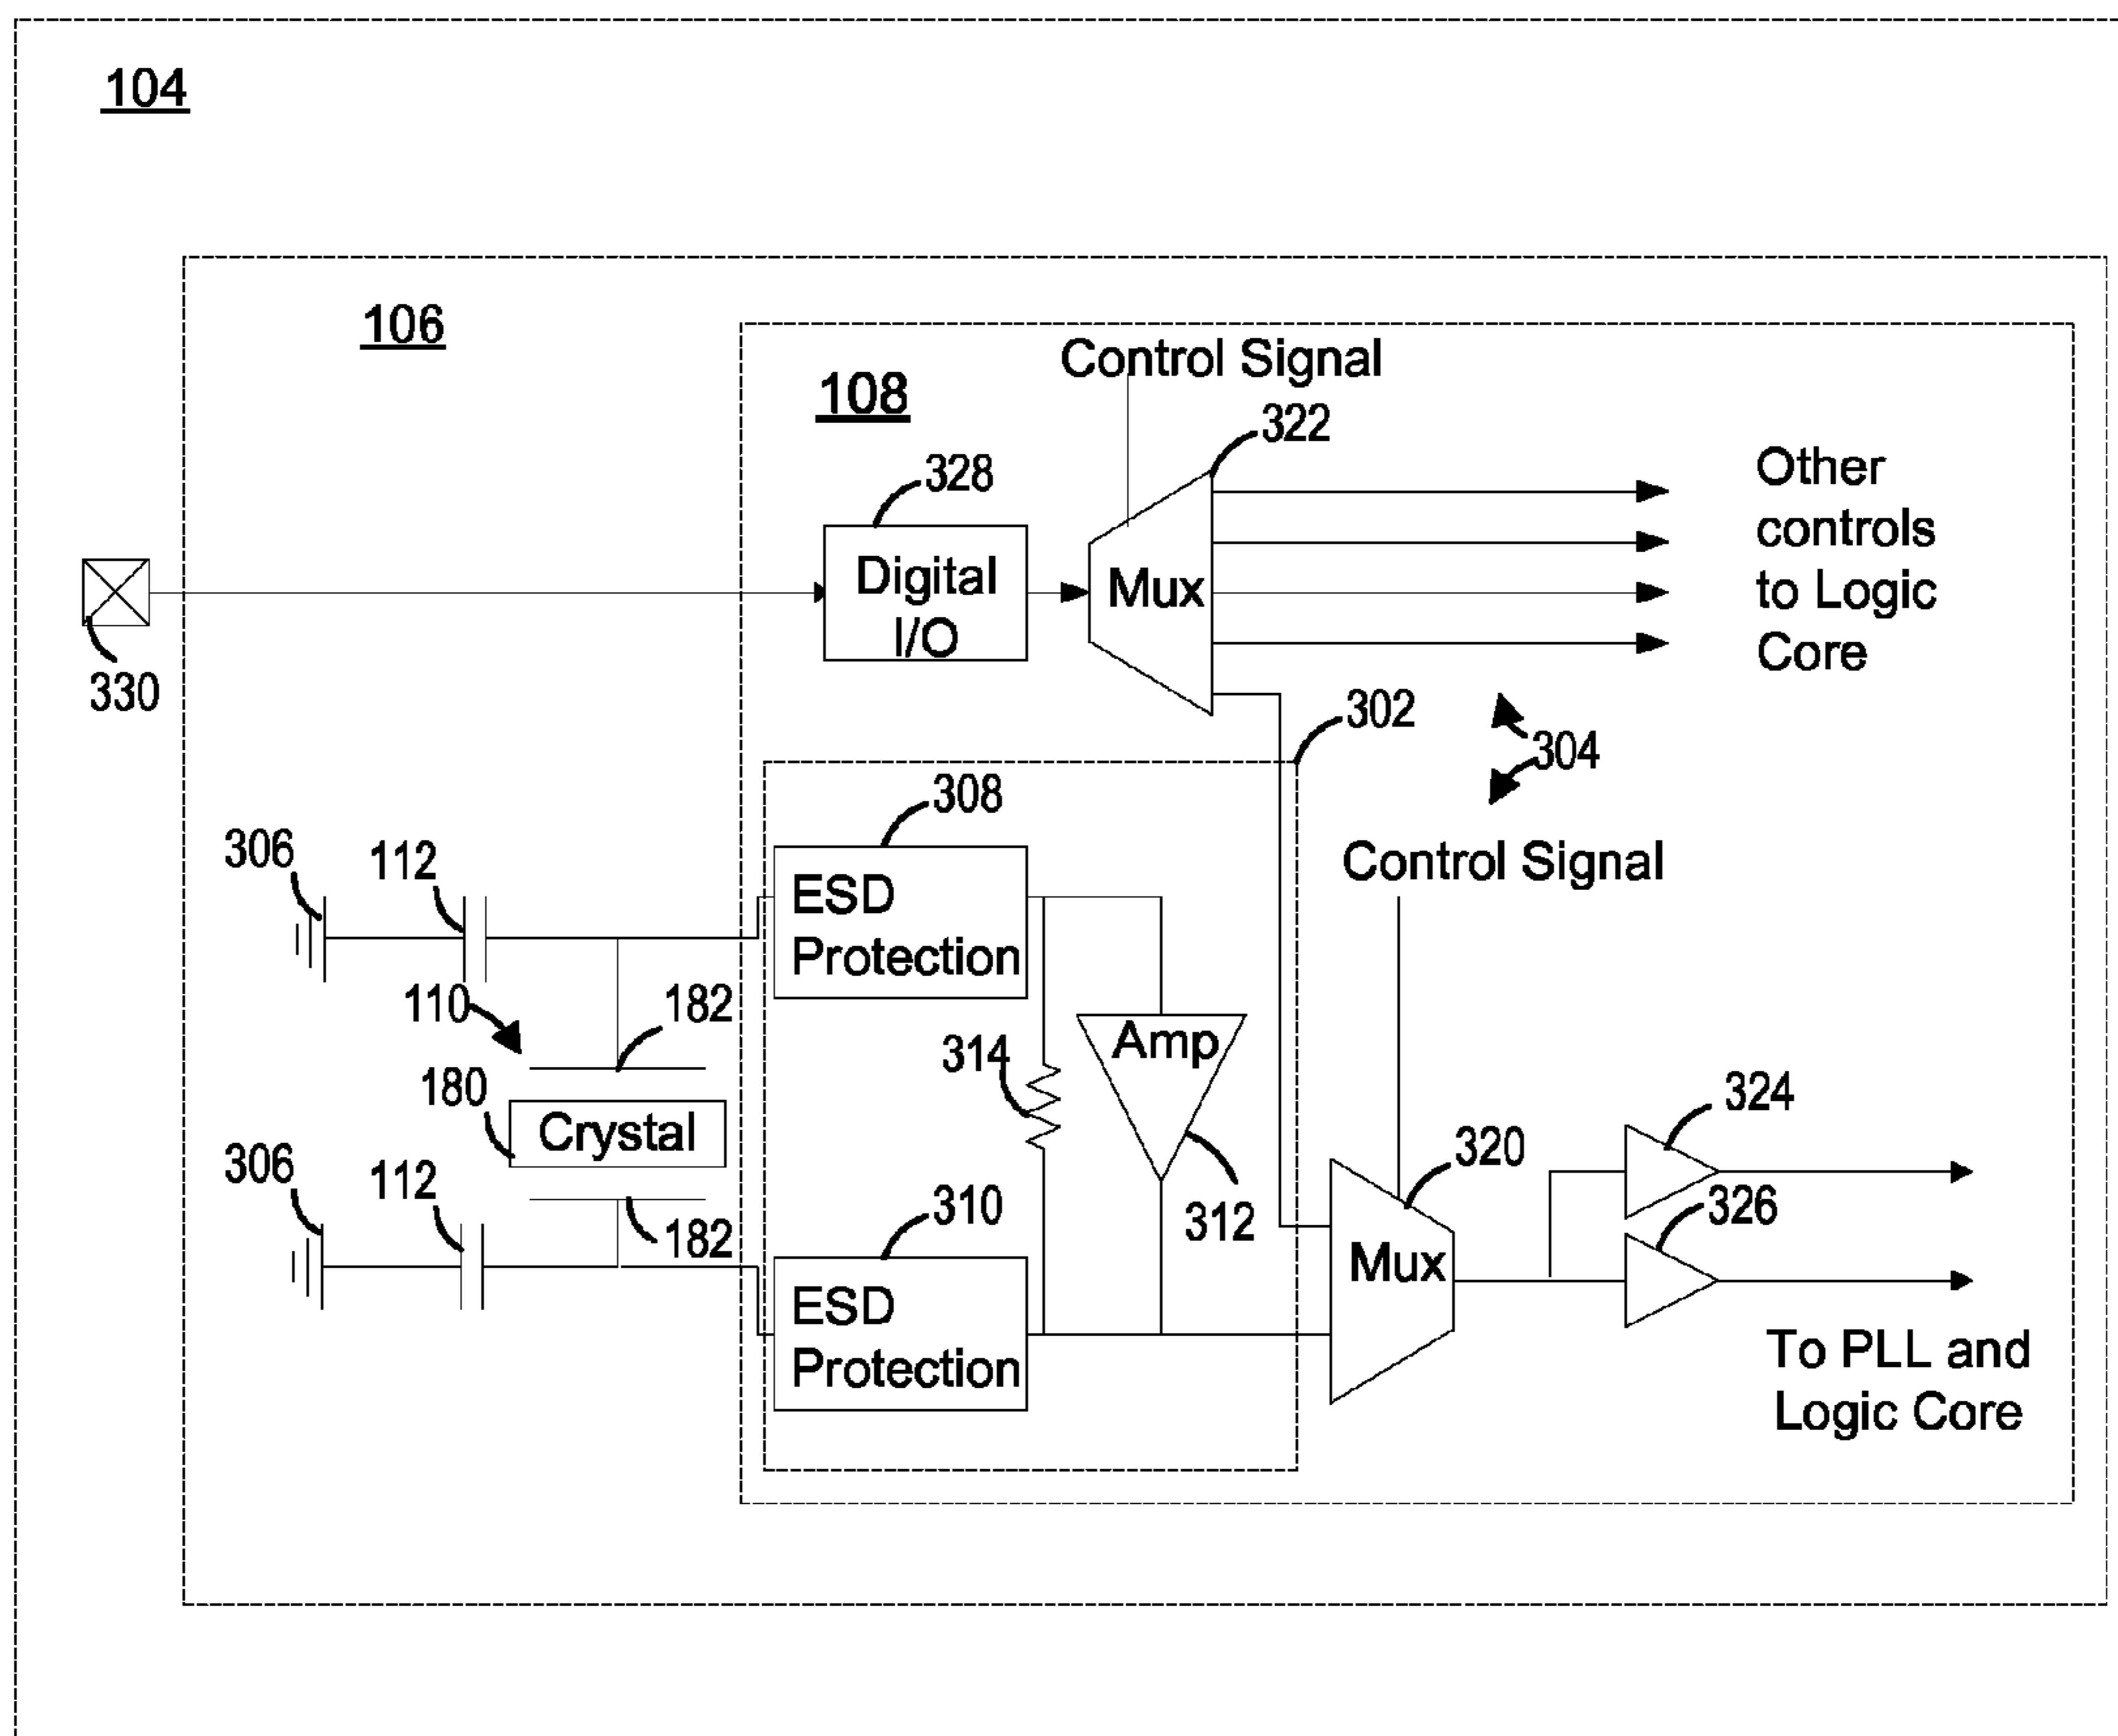 104
106
108
Control Signal
322
328
Digital
I/O
Mux
Other
controls
to Logic
Core
330
302
304
308
306
112
ESD
Protection
Control Signal
110
182
314
Amp
180
Crystal
324
320
306
112
182
310
312
326
Mux
ESD
Protection
To PLL and
Logic Core